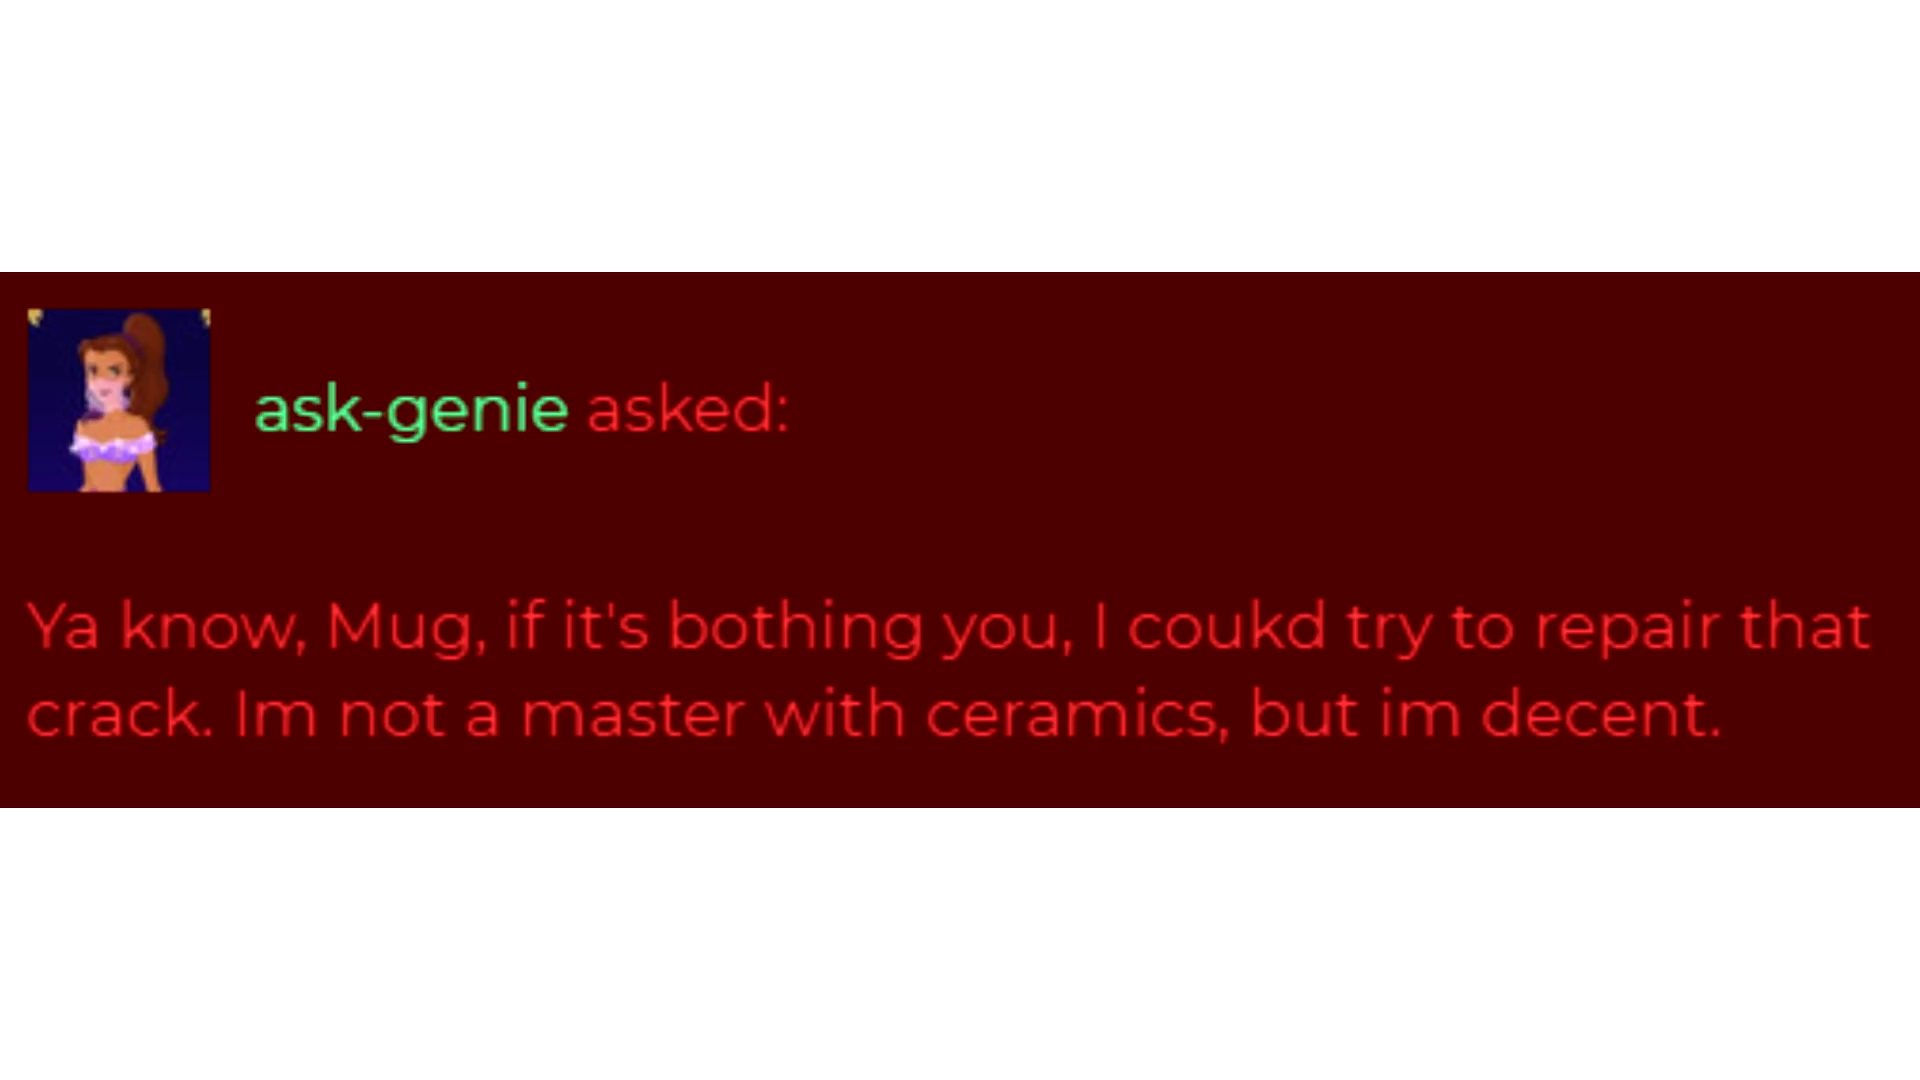 ask-genie asked:
Ya know, Mug, if it's bothing you, I coukd try to repair that
crack. Im not a master with ceramics, but im decent.